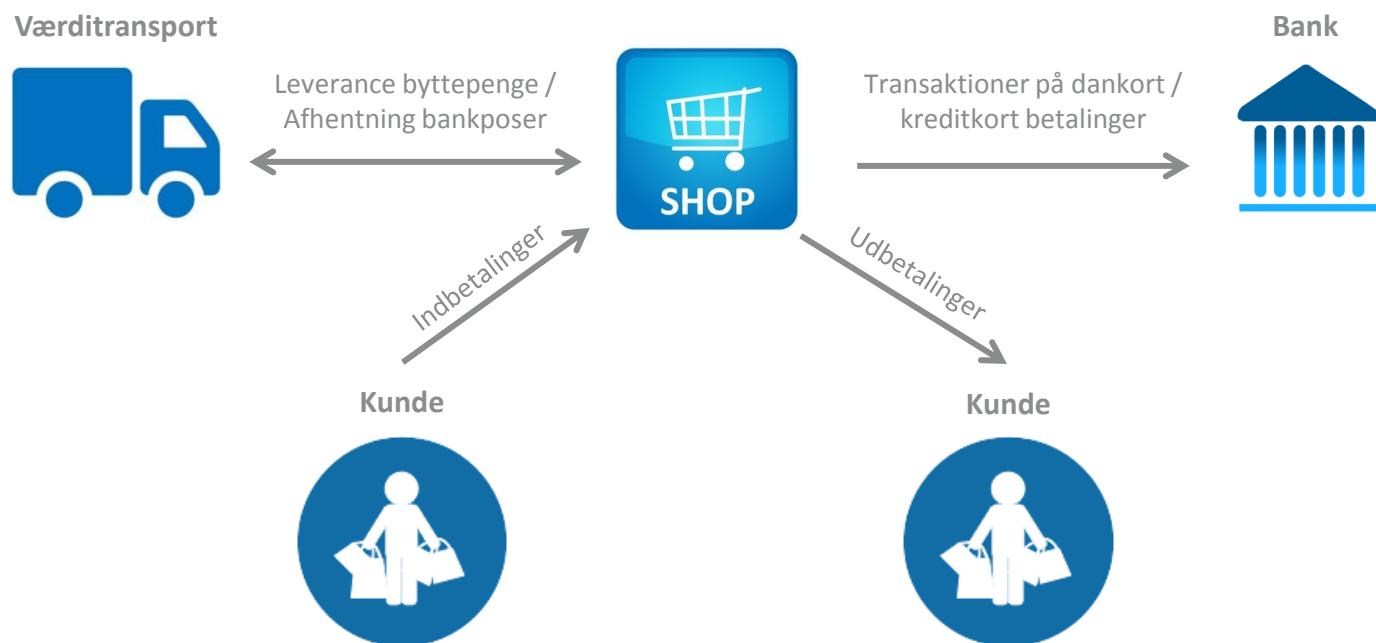 Værditransport
Bank
Leverance byttepenge /
Afhentning bankposer
SHOP
Transaktioner på dankort /
kreditkort betalinger
Indbetalinger
Udbetalinger
Kunde
Kunde